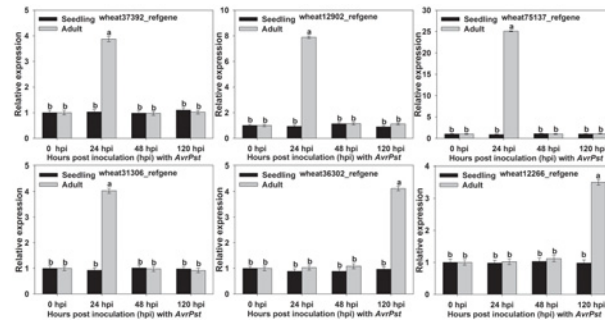 Seedling wheat37392_refgene
Adult
Relative expression
5
4
3
2
1
0
b b b a b b b b
0 hpi 24 hpi 48 hpi 120 hpi
Hours post inoculation (hpi) with AvrPst
Seedling wheat12902_refgene
Adult
Relative expression
10
8
6
4
2
0
b b b a b b b b
0 hpi 24 hpi 48 hpi 120 hpi
Hours post inoculation (hpi) with AvrPst
Seedling wheat75137_refgene
Adult
Relative expression
30
25
20
15
10
5
0
b b b a b b b b
0 hpi 24 hpi 48 hpi 120 hpi
Hours post inoculation (hpi) with AvrPst
Seedling wheat31306_refgene
Adult
Relative expression
6
4
2
0
b b b a b b b b
0 hpi 24 hpi 48 hpi 120 hpi
Hours post inoculation (hpi) with AvrPst
Seedling wheat36302_refgene
Adult
Relative expression
5
4
3
2
1
0
b b b b b b b a
0 hpi 24 hpi 48 hpi 120 hpi
Hours post inoculation (hpi) with AvrPst
Seedling wheat12266_refgene
Adult
Relative expression
4
3
2
1
0
b b b b b b b a
0 hpi 24 hpi 48 hpi 120 hpi
Hours post inoculation (hpi) with AvrPst